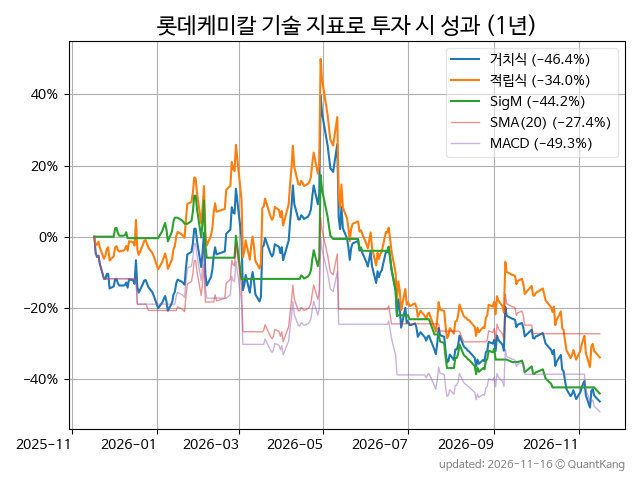 롯데케미칼 기술 지표로 투자 시 성과 (1년)
거치식 (−46.4%)
적립식 (−34.0%)
SigM (−44.2%)
SMA(20) (−27.4%)
MACD (−49.3%)
40%
20%
0%
−20%
−40%
2025-11 2026-01 2026-03 2026-05 2026-07 2026-09 2026-11
updated: 2026-11-16 © QuantKang